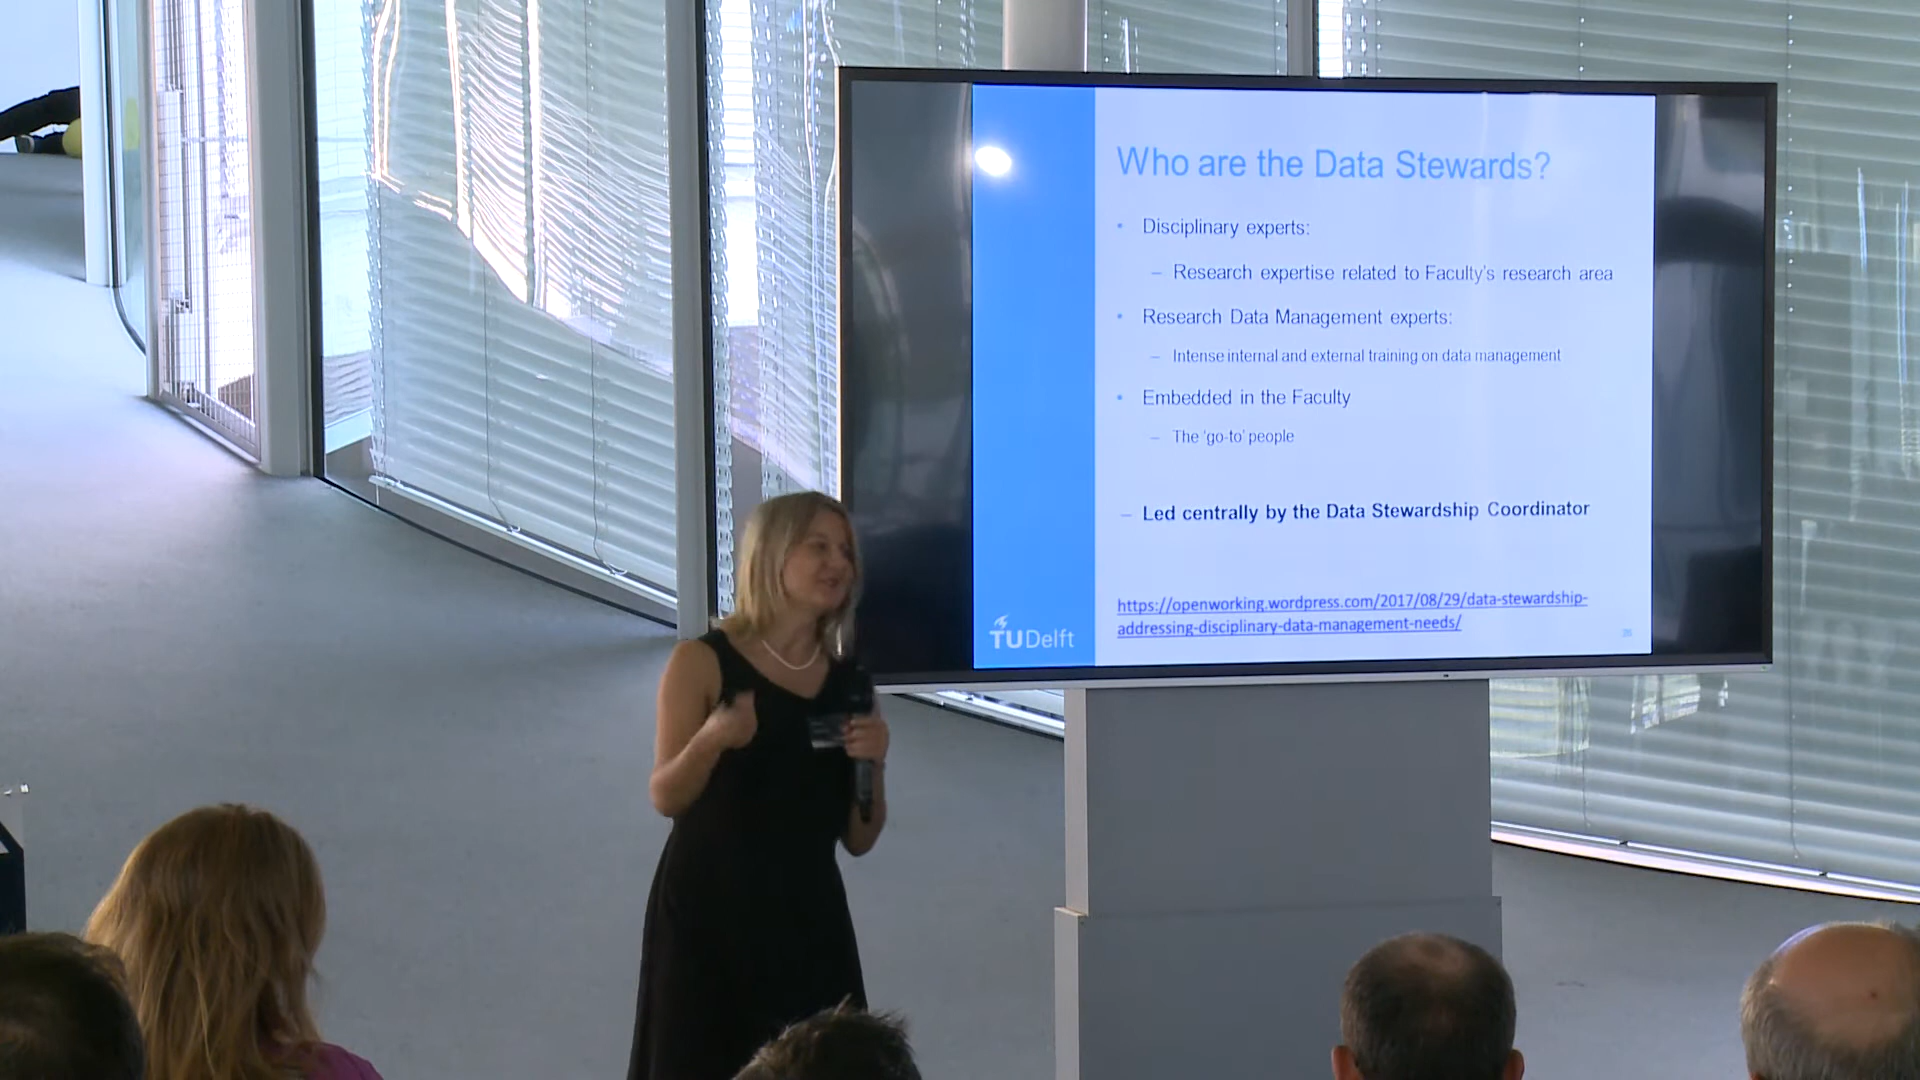 Who are the Data Stewards?
• Disciplinary experts:
– Research expertise related to Faculty's research area
• Research Data Management experts:
– Intense internal and external training on data management
• Embedded in the Faculty
– The 'go-to' people
– Led centrally by the Data Stewardship Coordinator
https://openworking.wordpress.com/2017/08/29/data-stewardship-
addressing-disciplinary-data-management-needs/
TUDelft